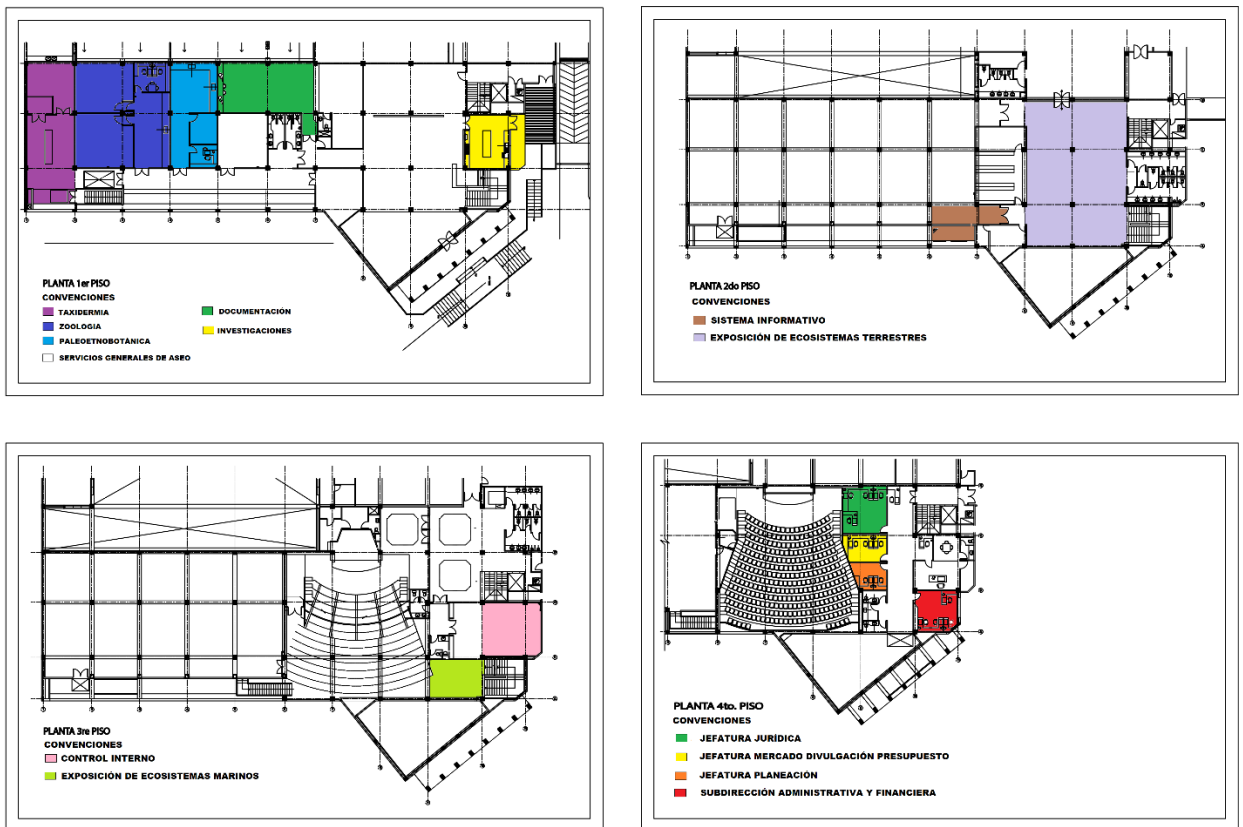 PLANTA 1er PISO
CONVENCIONES
TAXIDERMIA
ZOOLOGIA
PALEOETNOBOTÁNICA
SERVICIOS GENERALES DE ASEO
DOCUMENTACIÓN
INVESTIGACIONES
PLANTA 2do PISO
CONVENCIONES
SISTEMA INFORMATIVO
EXPOSICIÓN DE ECOSISTEMAS TERRESTRES
PLANTA 3re PISO
CONVENCIONES
CONTROL INTERNO
EXPOSICIÓN DE ECOSISTEMAS MARINOS
PLANTA 4to. PISO
CONVENCIONES
JEFATURA JURÍDICA
JEFATURA MERCADO DIVULGACIÓN PRESUPUESTO
JEFATURA PLANEACIÓN
SUBDIRECCIÓN ADMINISTRATIVA Y FINANCIERA